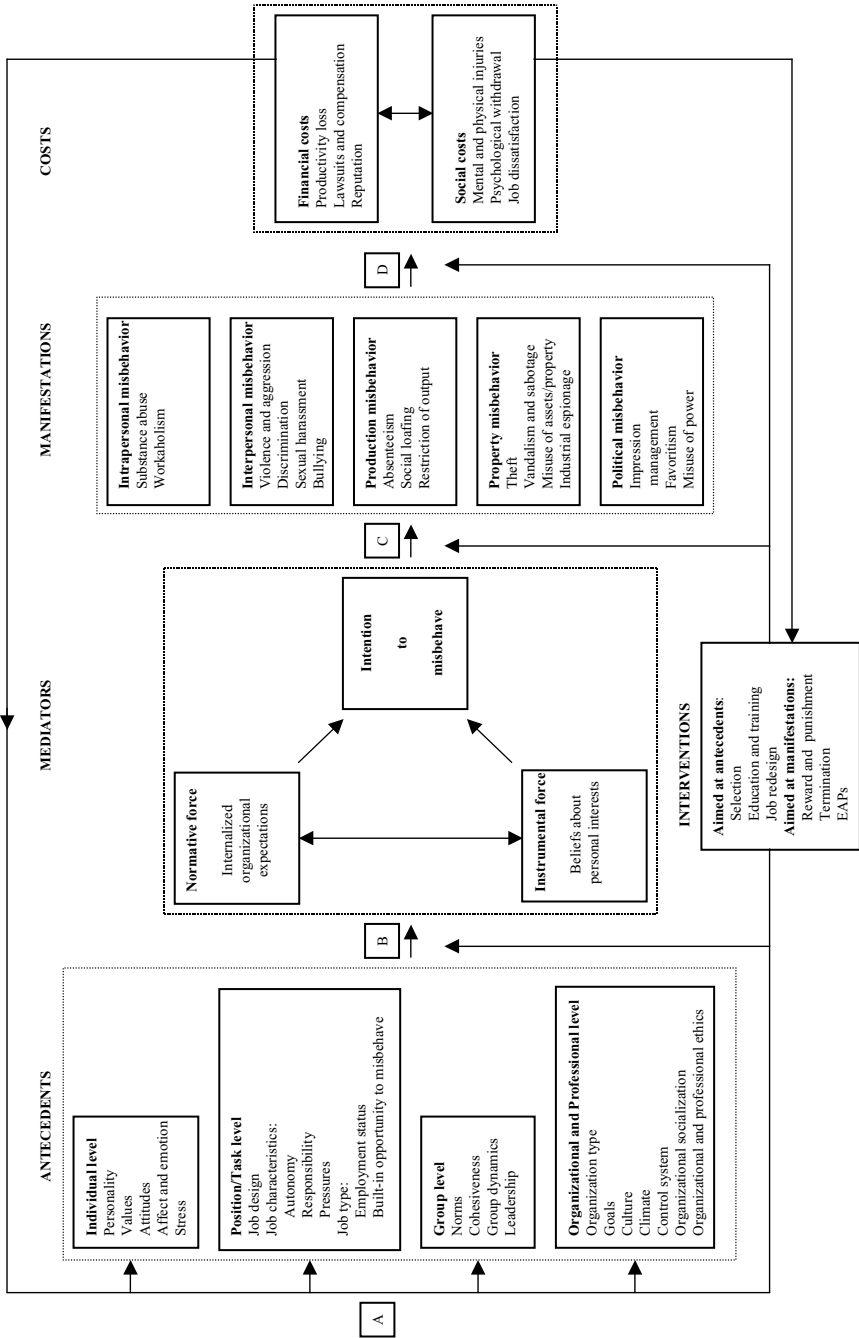 ANTECEDENTS
MEDIATORS
MANIFESTATIONS
COSTS
A
Individual level
Personality
Values
Attitudes
Affect and emotion
Stress
Position/Task level
Job design
Job characteristics:
Autonomy
Responsibility
Pressures
Job type:
Employment status
Built-in opportunity to misbehave
Group level
Norms
Cohesiveness
Group dynamics
Leadership
Organizational and Professional level
Organization type
Goals
Culture
Climate
Control system
Organizational socialization
Organizational and professional ethics
B
Normative force
Internalized
organizational
expectations
Instrumental force
Beliefs about
personal interests
Intention
to
misbehave
C
Intrapersonal misbehavior
Substance abuse
Workaholism
Interpersonal misbehavior
Violence and aggression
Discrimination
Sexual harassment
Bullying
Production misbehavior
Absenteeism
Social loafing
Restriction of output
Property misbehavior
Theft
Vandalism and sabotage
Misuse of assets/property
Industrial espionage
Political misbehavior
Impression
management
Favoritism
Misuse of power
D
Financial costs
Productivity loss
Lawsuits and compensation
Reputation
Social costs
Mental and physical injuries
Psychological withdrawal
Job dissatisfaction
INTERVENTIONS
Aimed at antecedents:
Selection
Education and training
Job redesign
Aimed at manifestations:
Reward and punishment
Termination
EAPs